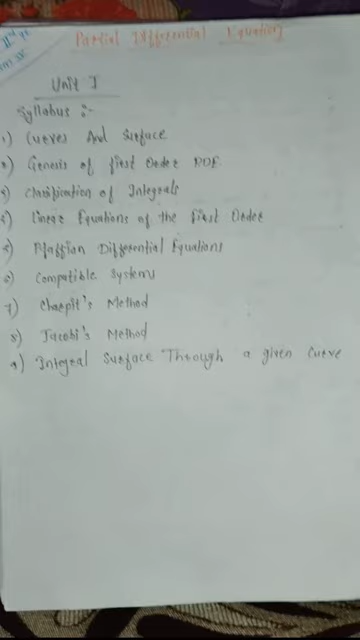 Partial Differential Equation
Unit I
Syllabus :-
1) Curves And Surface
2) Genesis of first Order PDE
3) Classification of Integrals
4) Linear Equations of the first Order
5) Pfaffian Differential Equations
6) Compatible Systems
7) Charpit's Method
8) Jacobi's Method
9) Integral Surface Through a given Curve